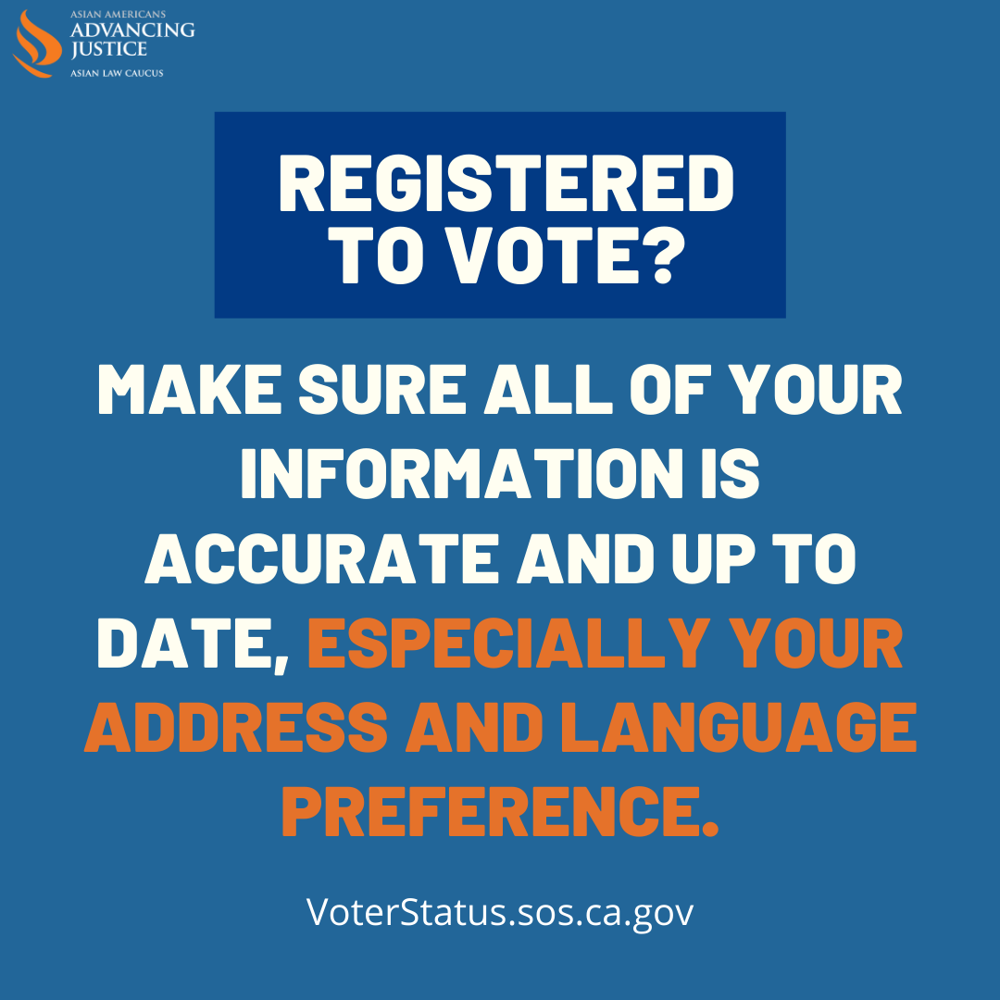 ASIAN AMERICANS
ADVANCING
JUSTICE
ASIAN LAW CAUCUS
REGISTERED
TO VOTE?
MAKE SURE ALL OF YOUR
INFORMATION IS
ACCURATE AND UP TO
DATE, ESPECIALLY YOUR
ADDRESS AND LANGUAGE
PREFERENCE.
VoterStatus.sos.ca.gov